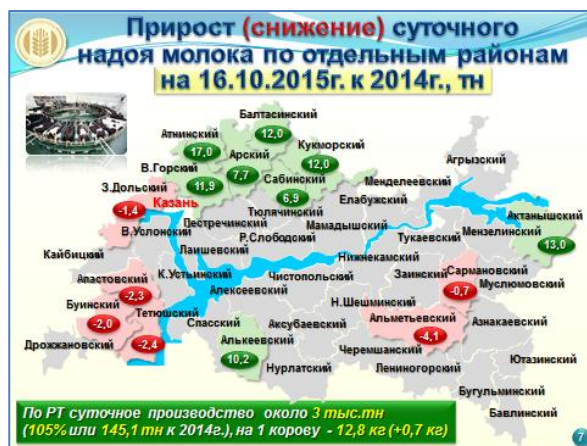 Прирост (снижение) суточного
надоя молока по отдельным районам
на 16.10.2015г. к 2014г., тн
Балтасинский
12,0
Атнинский
17,0
Кукморский
12,0
Арский
7,7
Сабинский
6,9
В.Горский
11,9
Агрызский
З.Дольский
-1,4
Казань
Менделеевский
Елабужский
Тюлячинский
Актанышский
13,0
Пестречинский
Мамадышский
Мензелинский
В.Услонский
Р.Слободский
Тукаевский
Кайбицкий
Лаишевский
Нижнекамский
Заинский
Сармановский
-0,7
Муслюмовский
Апастовский
-2,3
К.Устьинский
Чистопольский
Алексеевский
Н.Шешминский
Буинский
-2,0
Тетюшский
-2,4
Спасский
Аксубаевский
Альметьевский
-4,1
Азнакаевский
Дрожжановский
Алькеевский
10,2
Черемшанский
Ютазинский
Нурлатский
Лениногорский
Бугульминский
Бавлинский
По РТ суточное производство около 3 тыс.тн
(105% или 145,1 тн к 2014г.), на 1 корову - 12,8 кг (+0,7 кг)
7